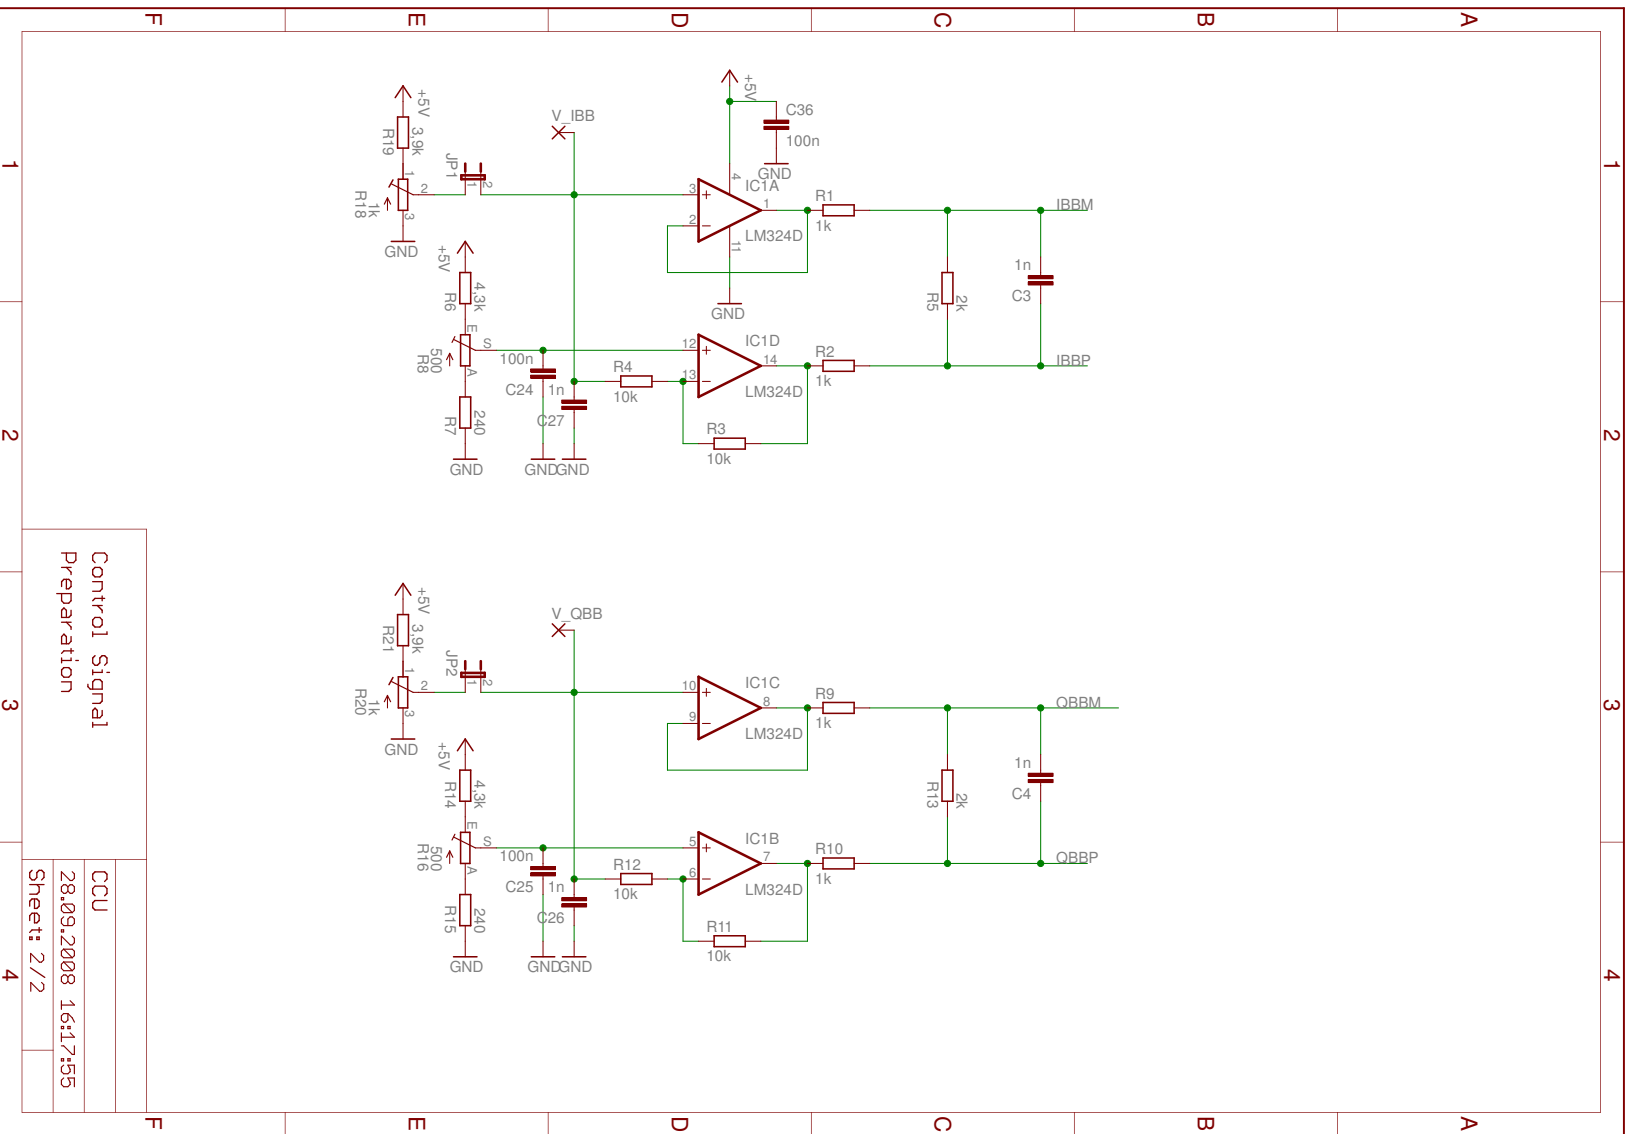 F E D C B A
1
2
3
4
1
2
3
4
F E D C B A
+5V
C36
100n
GND
+5V
3,9k
R19
1
2
3
1k
R18
GND
JP1
1
2
V_IBB
3
2
4
11
1
IC1A
LM324D
GND
R1
1k
IBBM
+5V
4,3k
R6
E
S
A
500
R8
240
R7
GND
100n
C24
GND
1n
C27
GND
R4
10k
12
13
14
IC1D
LM324D
R3
10k
R2
1k
R5
2k
1n
C3
IBBP
+5V
3,9k
R21
1
2
3
1k
R20
GND
JP2
1
2
V_QBB
10
9
8
IC1C
LM324D
R9
1k
QBBM
+5V
4,3k
R14
E
S
A
500
R16
240
R15
GND
100n
C25
GND
1n
C26
GND
R12
10k
5
6
7
IC1B
LM324D
R11
10k
R10
1k
R13
2k
1n
C4
QBBP
Control Signal
Preparation
CCU
28.09.2008 16:17:55
Sheet: 2/2